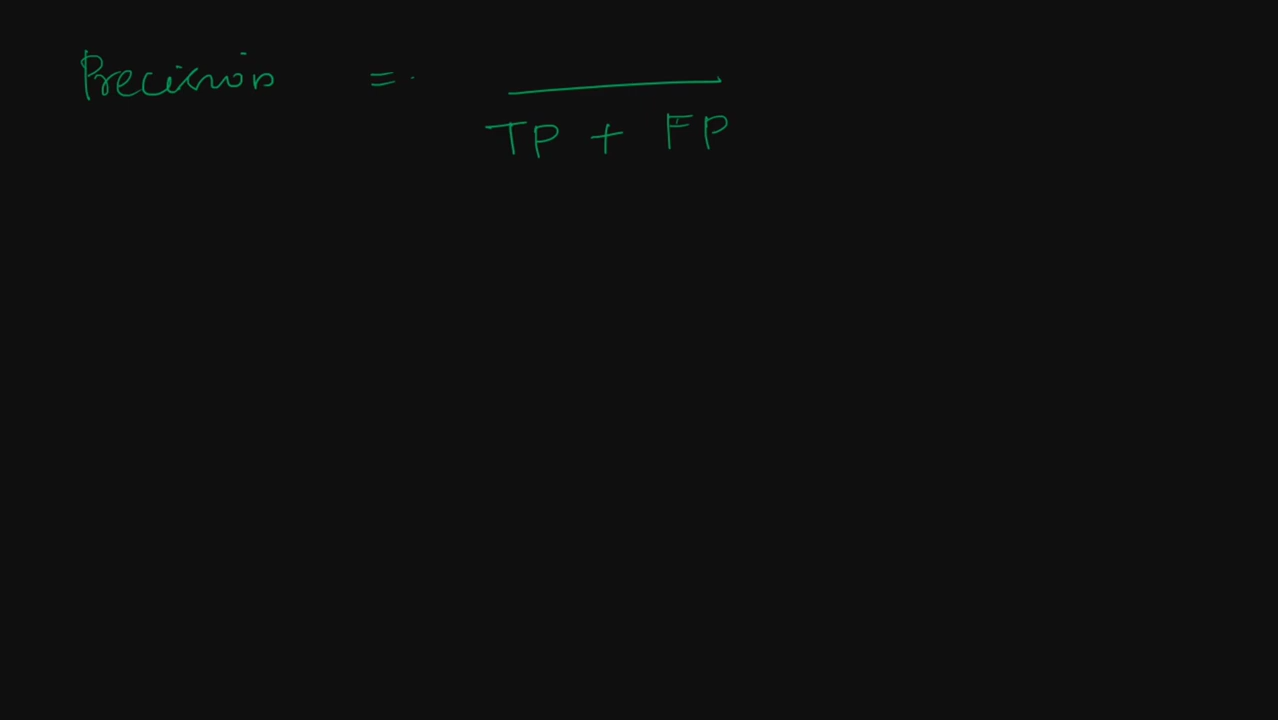 Precision =
TP + FP